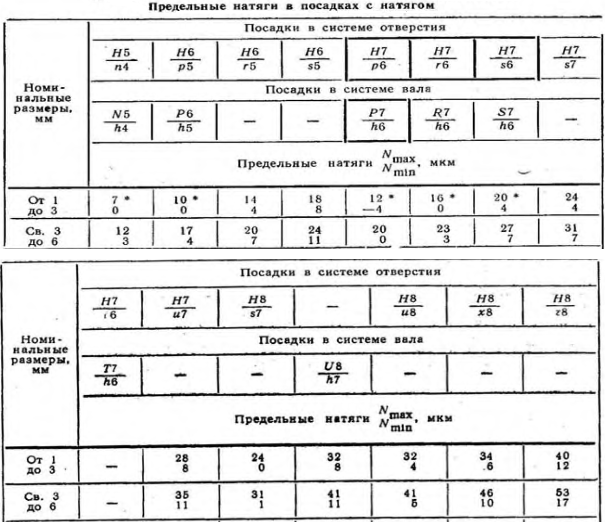 Предельные натяги в посадках с натягом
Номинальные размеры, мм
Посадки в системе отверстия
H5/n4 H6/p5 H6/r5 H6/s5 H7/p6 H7/r6 H7/s6 H7/s7
Посадки в системе вала
N5/h4 P6/h5 — — P7/h6 R7/h6 S7/h6 —
Предельные натяги Nmax/Nmin, мкм
От 1 7 * 10 * 14 18 12 * 16 * 20 * 24
до 3 0 0 4 8 —4 0 4 4
Св. 3 12 17 20 24 20 23 27 31
до 6 3 4 7 11 0 3 7 7
Номинальные размеры, мм
Посадки в системе отверстия
H7/t6 H7/u7 H8/s7 — H8/u8 H8/x8 H8/z8
Посадки в системе вала
T7/h6 — — U8/h7 — — —
Предельные натяги Nmax/Nmin, мкм
От 1 — 28 24 32 32 34 40
до 3 8 0 8 4 6 12
Св. 3 — 35 31 41 41 46 53
до 6 11 1 11 5 10 17